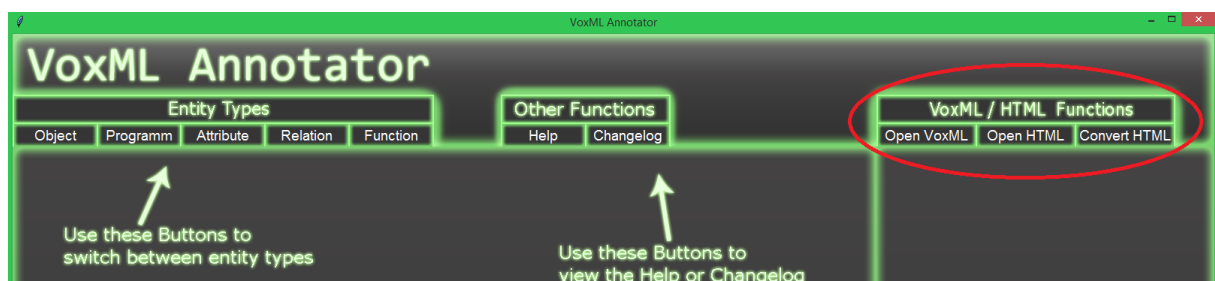 VoxML Annotator
VoxML Annotator
Entity Types
Other Functions
VoxML / HTML Functions
Object Programm Attribute Relation Function
Help Changelog
Open VoxML Open HTML Convert HTML
Use these Buttons to
switch between entity types
Use these Buttons to
view the Help or Changelog